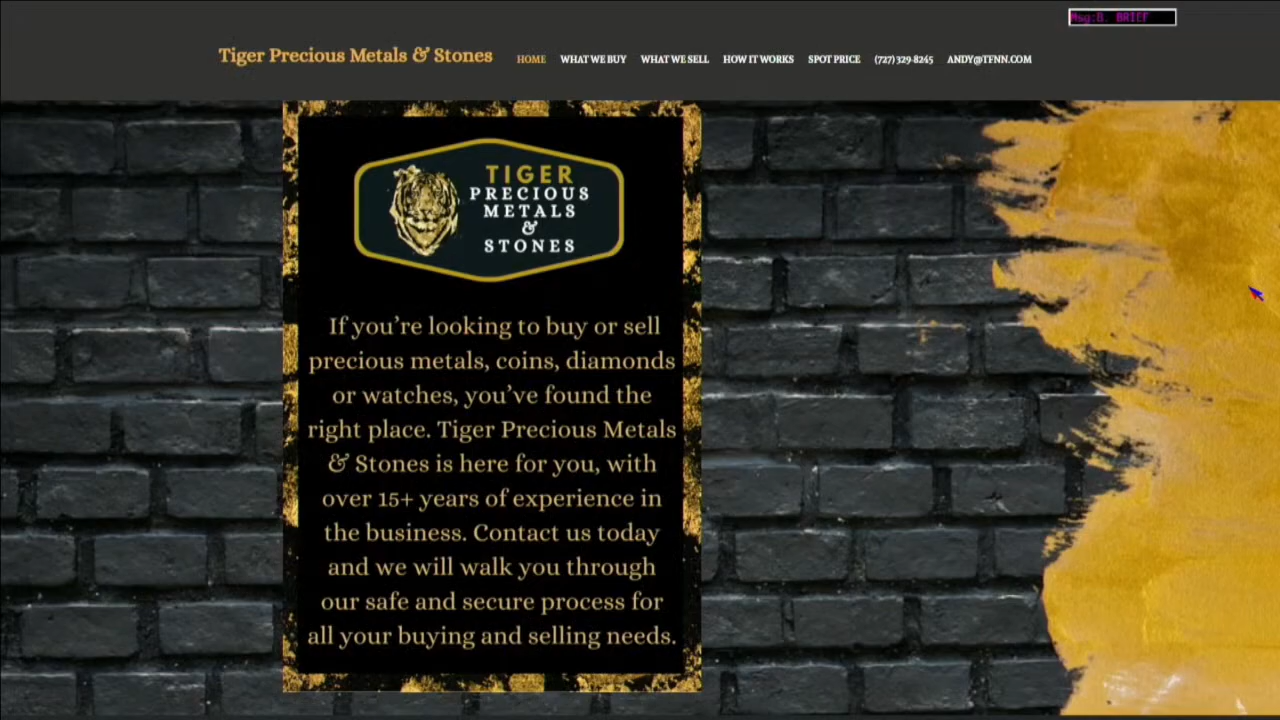 Msg:B. BRIEF
Tiger Precious Metals & Stones
HOME WHAT WE BUY WHAT WE SELL HOW IT WORKS SPOT PRICE (727) 329-8245 ANDY@TFNN.COM
TIGER
PRECIOUS
METALS
&
STONES
If you're looking to buy or sell
precious metals, coins, diamonds
or watches, you've found the
right place. Tiger Precious Metals
& Stones is here for you, with
over 15+ years of experience in
the business. Contact us today
and we will walk you through
our safe and secure process for
all your buying and selling needs.